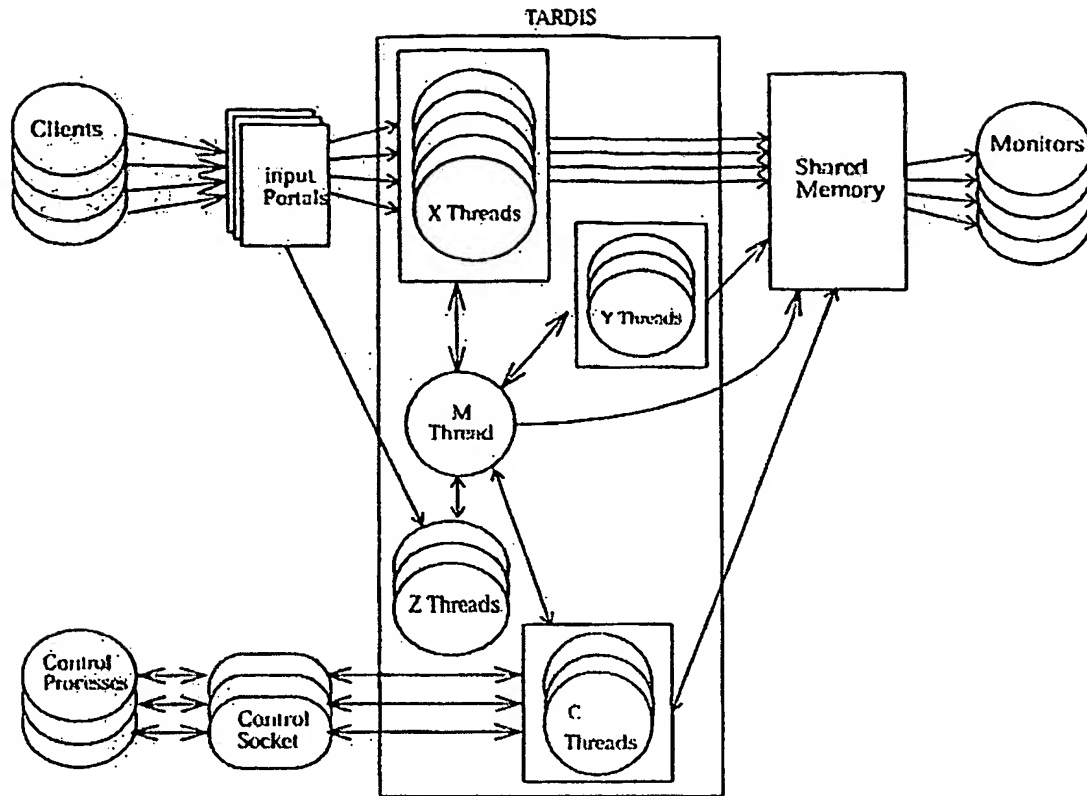 TARDIS
Clients
input
Portals
X Threads
Shared
Memory
Monitors
Y Threads
M
Thread
Z Threads
Control
Processes
Control
Socket
C
Threads